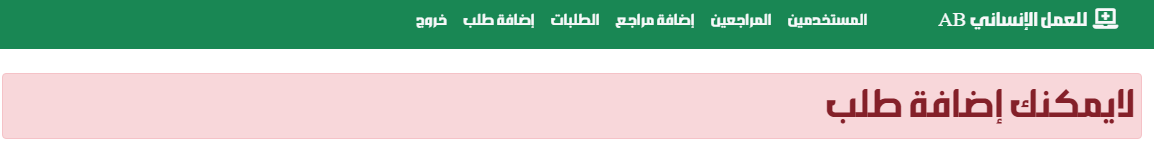 AB للعمل الإنساني المستخدمين المراجعين إضافة مراجع الطلبات إضافة طلب خروج
لايمكنك إضافة طلب